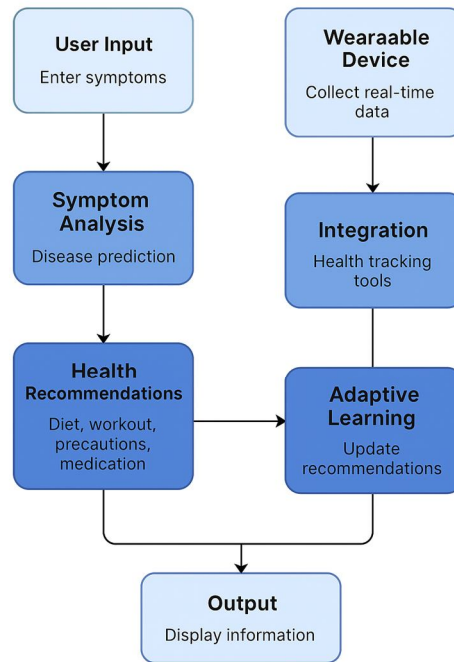 User Input
Enter symptoms
Symptom
Analysis
Disease prediction
Health
Recommendations
Diet, workout,
precautions,
medication
Wearaable
Device
Collect real-time
data
Integration
Health tracking
tools
Adaptive
Learning
Update
recommendations
Output
Display information